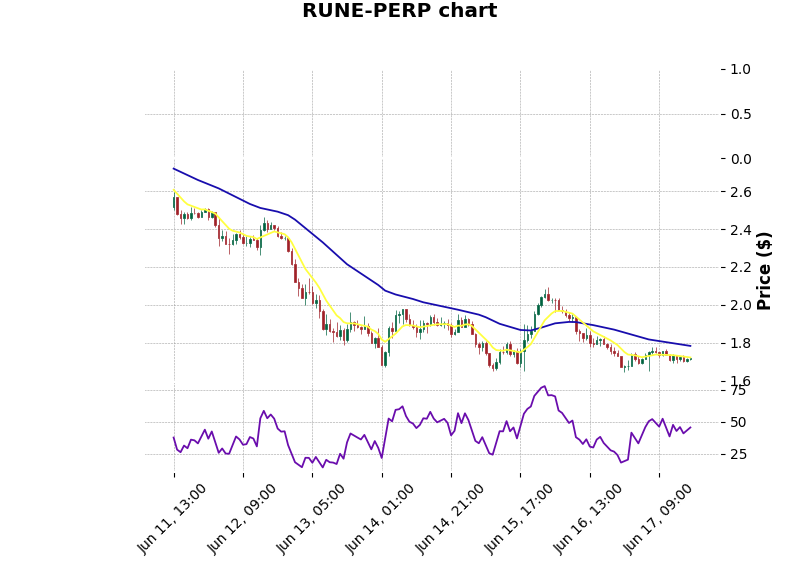 RUNE-PERP chart
1.0
0.5
0.0
2.6
2.4
2.2
2.0
1.8
1.6
75
50
25
Price ($)
Jun 11, 13:00
Jun 12, 09:00
Jun 13, 05:00
Jun 14, 01:00
Jun 14, 21:00
Jun 15, 17:00
Jun 16, 13:00
Jun 17, 09:00